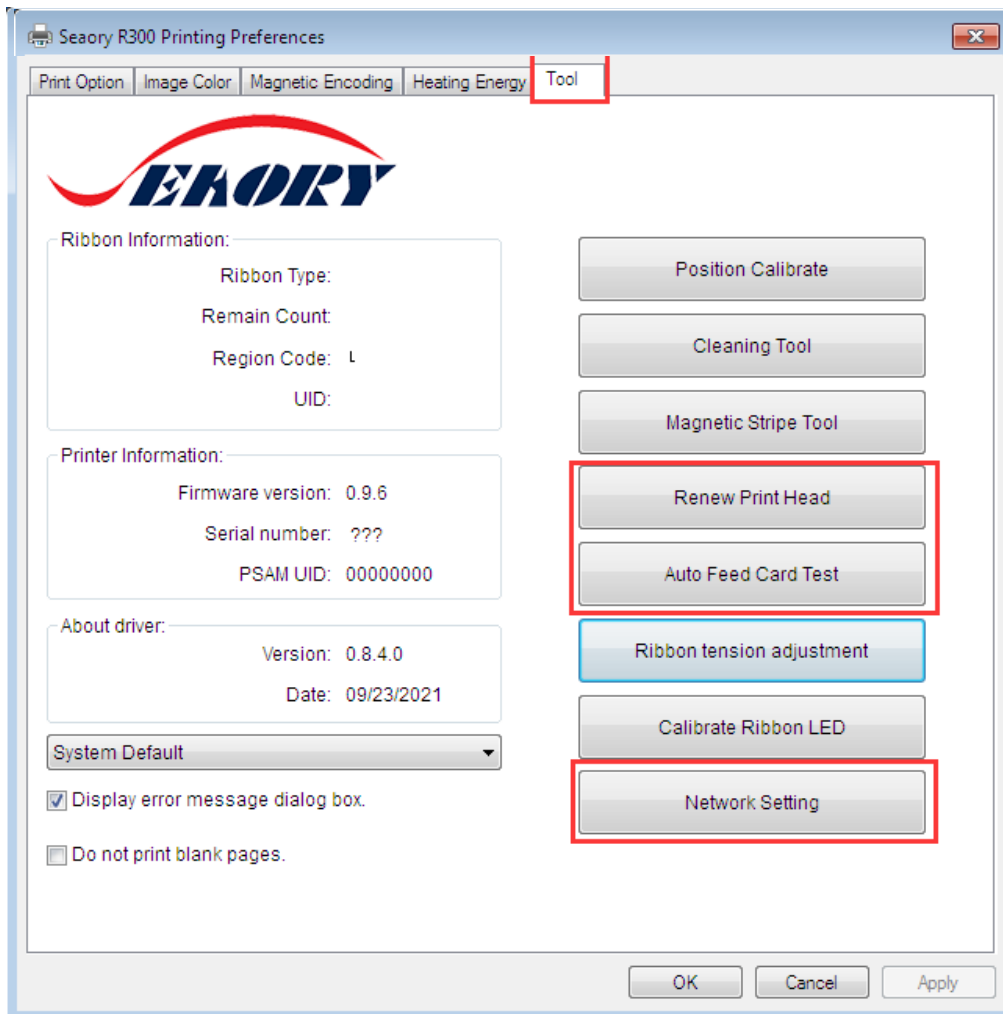 Seaory R300 Printing Preferences
Print Option Image Color Magnetic Encoding Heating Energy Tool
SEAORY
Ribbon Information:
Ribbon Type:
Remain Count:
Region Code:
UID:
Printer Information:
Firmware version: 0.9.6
Serial number: ???
PSAM UID: 00000000
About driver:
Version: 0.8.4.0
Date: 09/23/2021
System Default
Display error message dialog box.
Do not print blank pages.
Position Calibrate
Cleaning Tool
Magnetic Stripe Tool
Renew Print Head
Auto Feed Card Test
Ribbon tension adjustment
Calibrate Ribbon LED
Network Setting
OK Cancel Apply